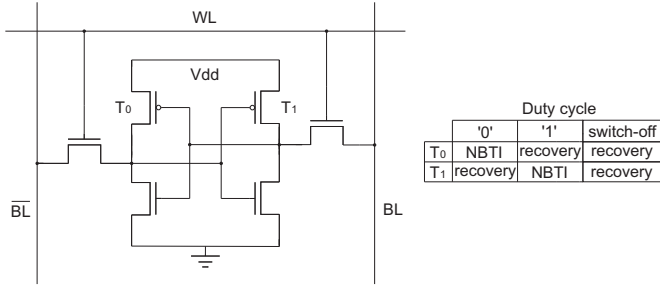 WL
Vdd
T0
T1
BL
BL
Duty cycle
'0' '1' switch-off
T0 NBTI recovery recovery
T1 recovery NBTI recovery